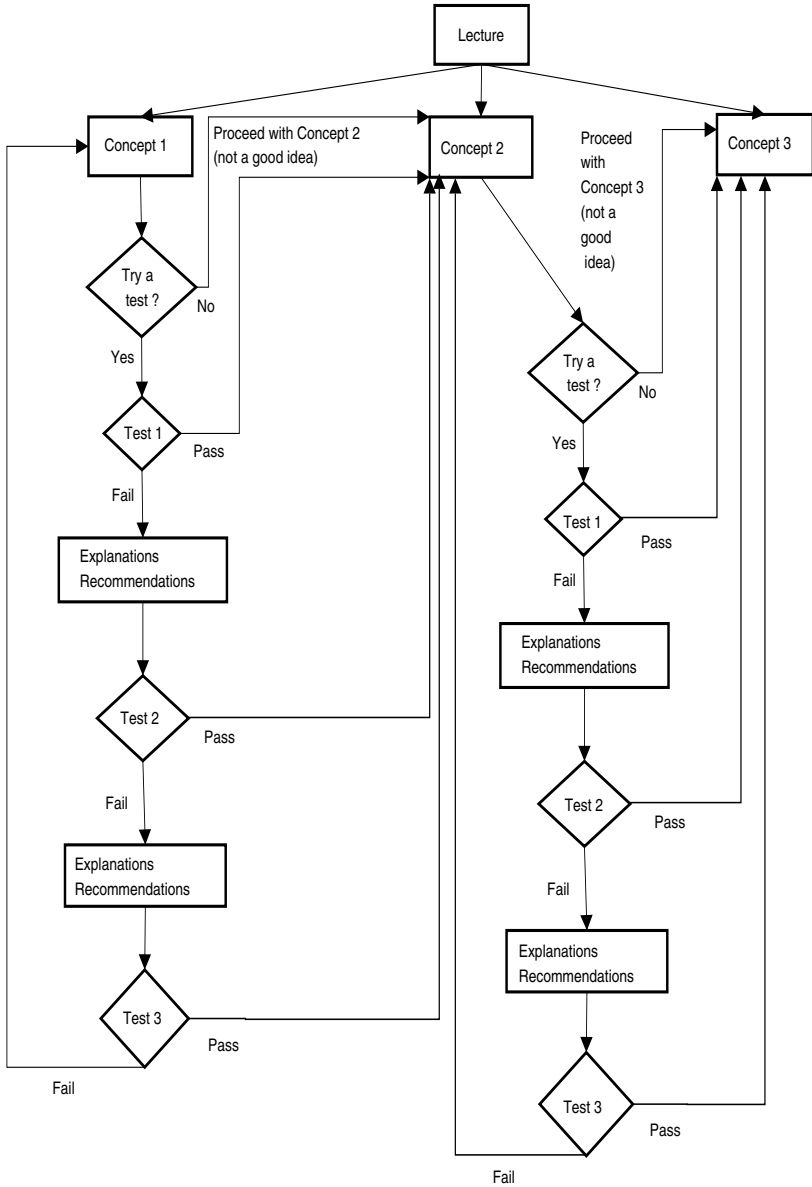 Lecture
Concept 1
Proceed with Concept 2
(not a good idea)
Concept 2
Proceed
with
Concept 3
(not a
good
idea)
Concept 3
Try a
test ?
No
Yes
Test 1
Pass
Fail
Explanations
Recommendations
Test 2
Pass
Fail
Explanations
Recommendations
Test 3
Pass
Fail
Try a
test ?
No
Yes
Test 1
Pass
Fail
Explanations
Recommendations
Test 2
Pass
Fail
Explanations
Recommendations
Test 3
Pass
Fail